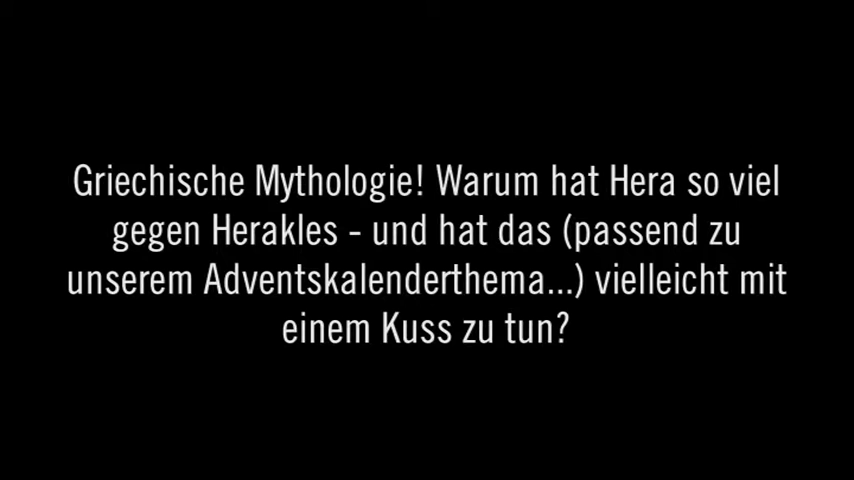 Griechische Mythologie! Warum hat Hera so viel
gegen Herakles - und hat das (passend zu
unserem Adventskalenderthema...) vielleicht mit
einem Kuss zu tun?